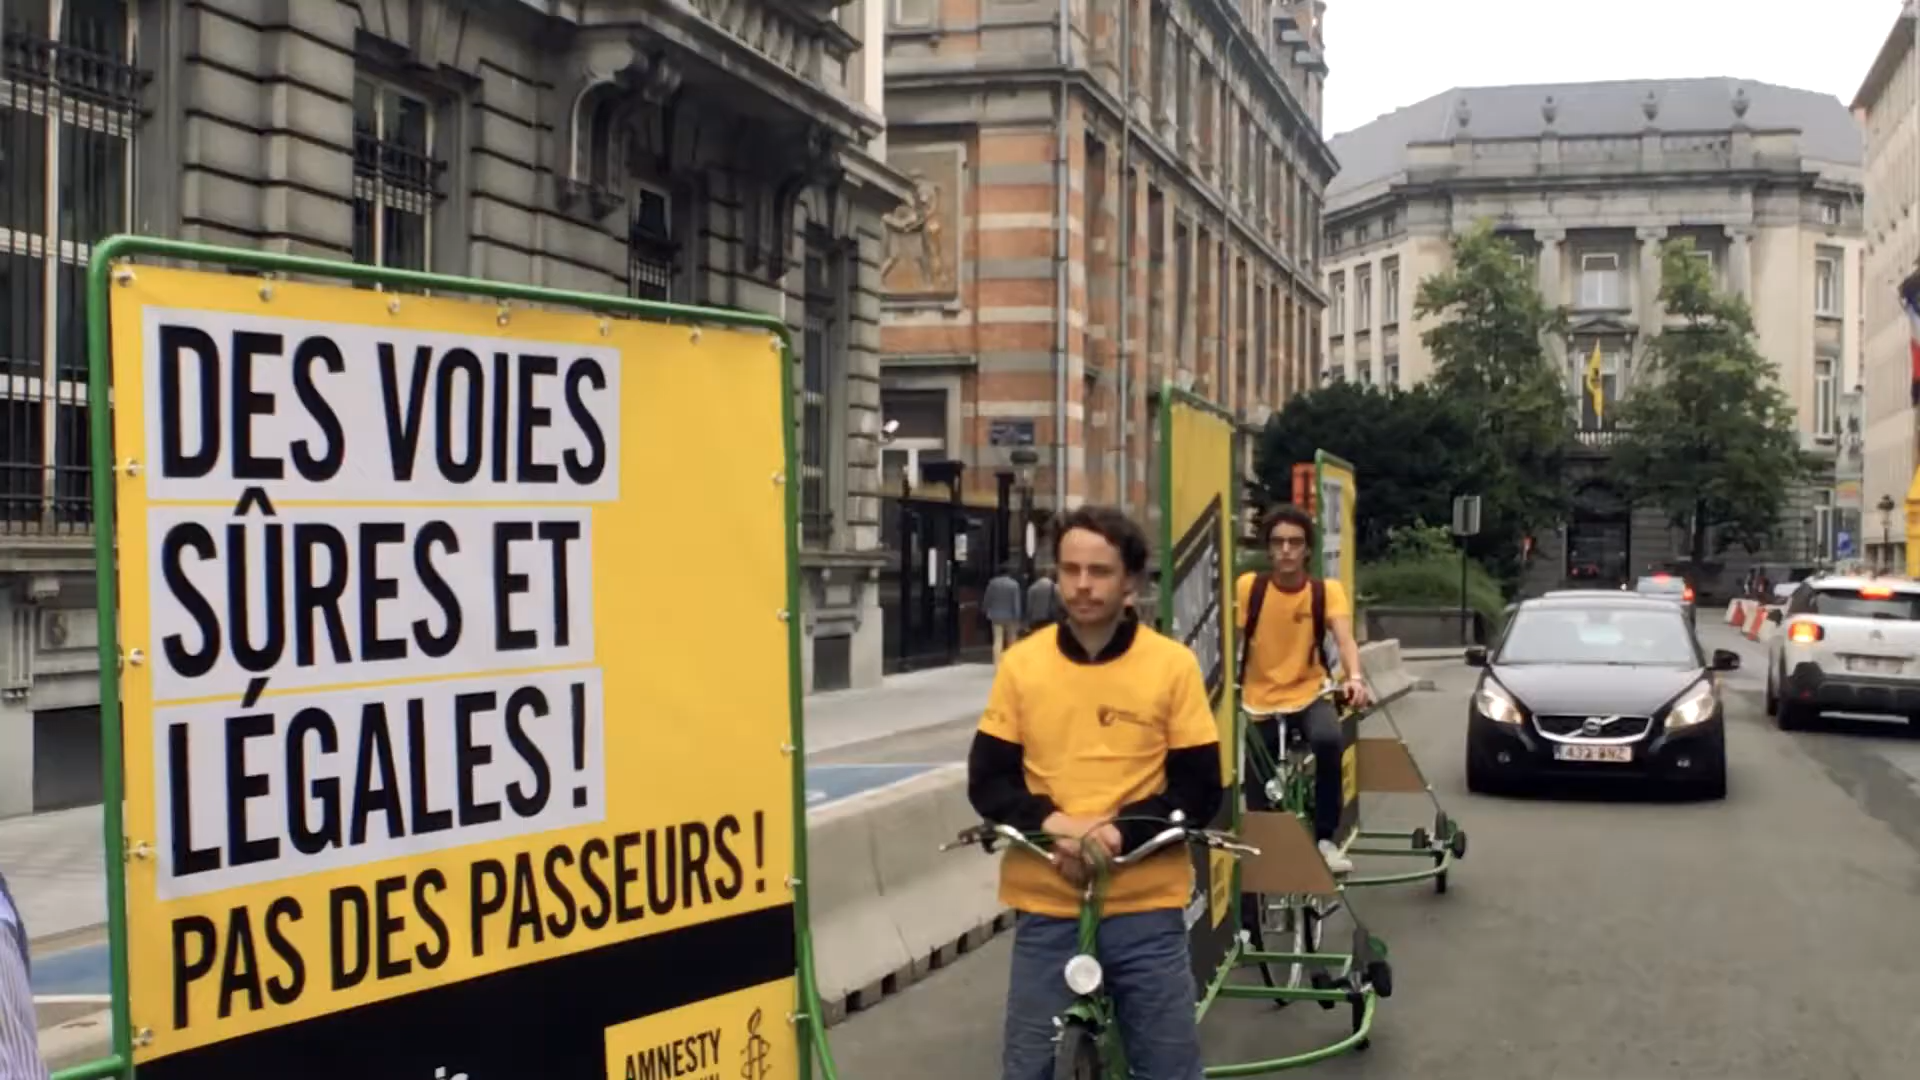 DES VOIES
SÛRES ET
LÉGALES !
PAS DES PASSEURS !
AMNESTY